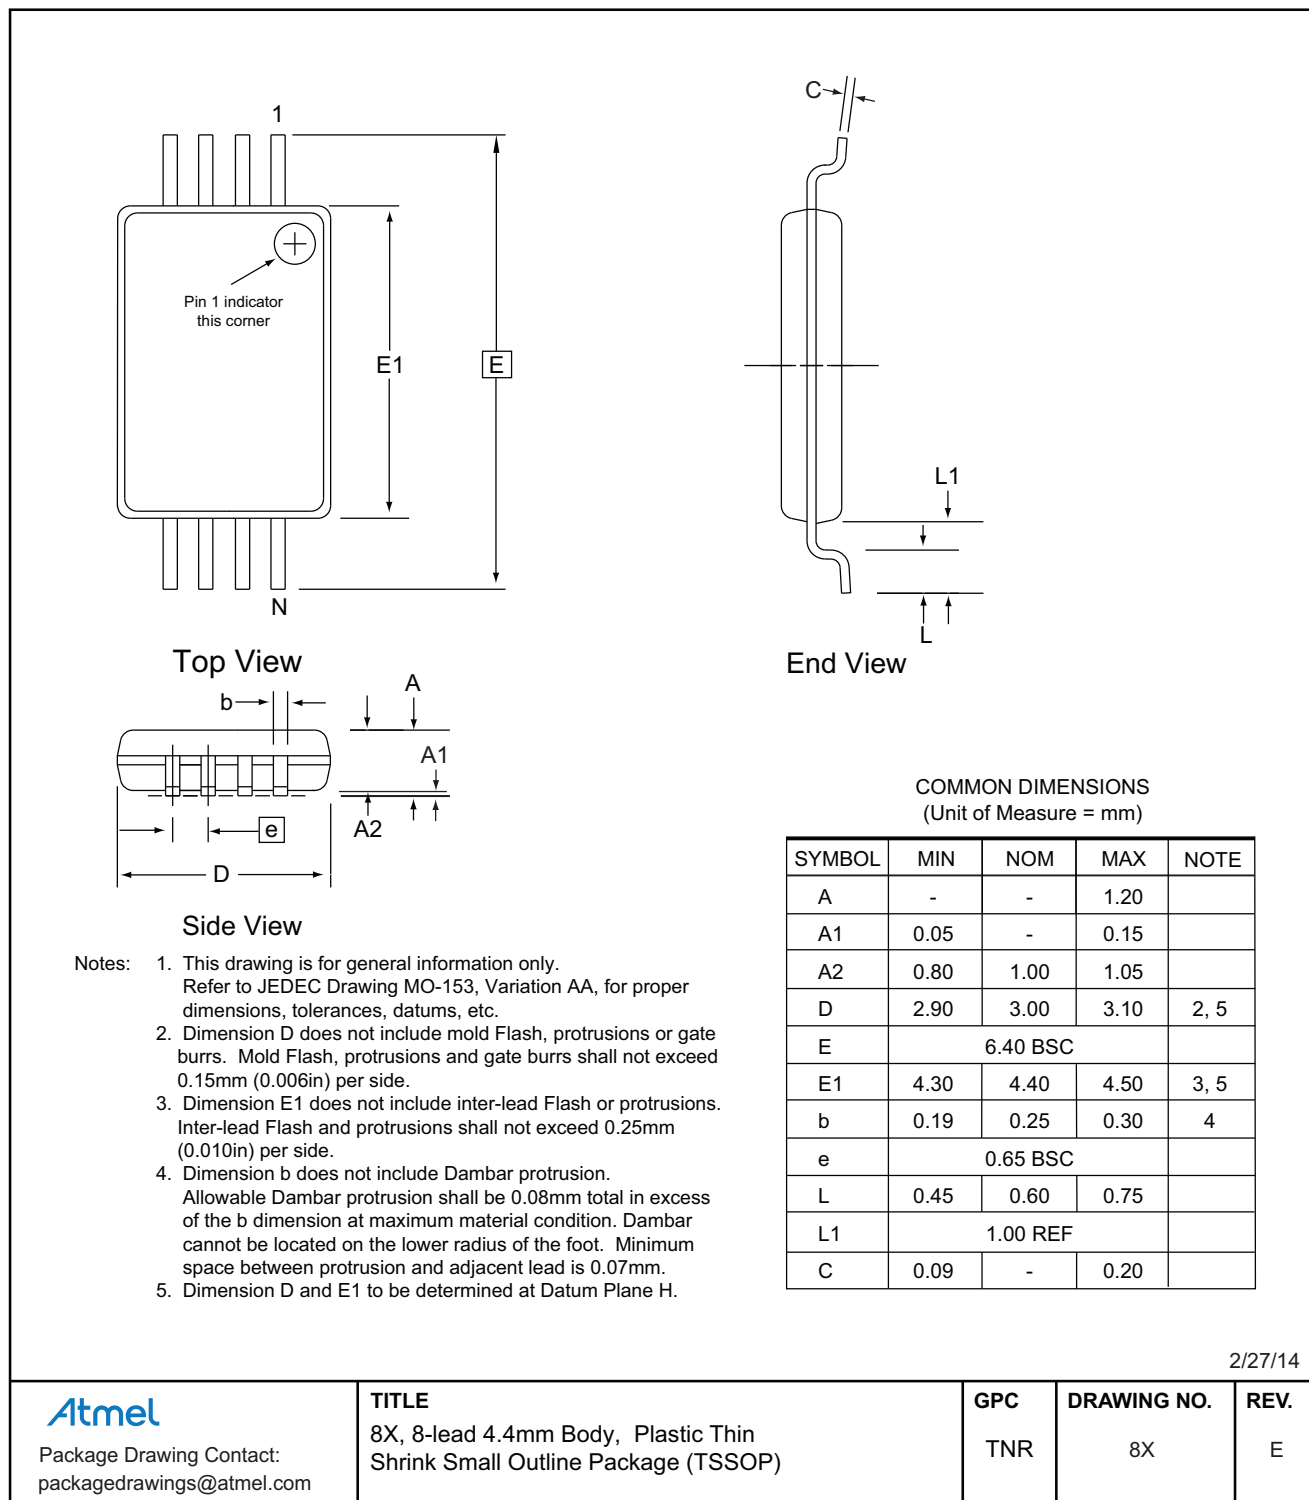 1
C
Pin 1 indicator
this corner
E1
E
L1
N
L
Top View
End View
b
A
A1
e
A2
D
Side View
COMMON DIMENSIONS
(Unit of Measure = mm)
SYMBOL MIN NOM MAX NOTE
A - - 1.20
A1 0.05 - 0.15
A2 0.80 1.00 1.05
D 2.90 3.00 3.10 2, 5
E 6.40 BSC
E1 4.30 4.40 4.50 3, 5
b 0.19 0.25 0.30 4
e 0.65 BSC
L 0.45 0.60 0.75
L1 1.00 REF
C 0.09 - 0.20
Notes: 1. This drawing is for general information only.
Refer to JEDEC Drawing MO-153, Variation AA, for proper
dimensions, tolerances, datums, etc.
2. Dimension D does not include mold Flash, protrusions or gate
burrs. Mold Flash, protrusions and gate burrs shall not exceed
0.15mm (0.006in) per side.
3. Dimension E1 does not include inter-lead Flash or protrusions.
Inter-lead Flash and protrusions shall not exceed 0.25mm
(0.010in) per side.
4. Dimension b does not include Dambar protrusion.
Allowable Dambar protrusion shall be 0.08mm total in excess
of the b dimension at maximum material condition. Dambar
cannot be located on the lower radius of the foot. Minimum
space between protrusion and adjacent lead is 0.07mm.
5. Dimension D and E1 to be determined at Datum Plane H.
2/27/14
Atmel
Package Drawing Contact:
packagedrawings@atmel.com
TITLE
8X, 8-lead 4.4mm Body, Plastic Thin
Shrink Small Outline Package (TSSOP)
GPC
TNR
DRAWING NO.
8X
REV.
E